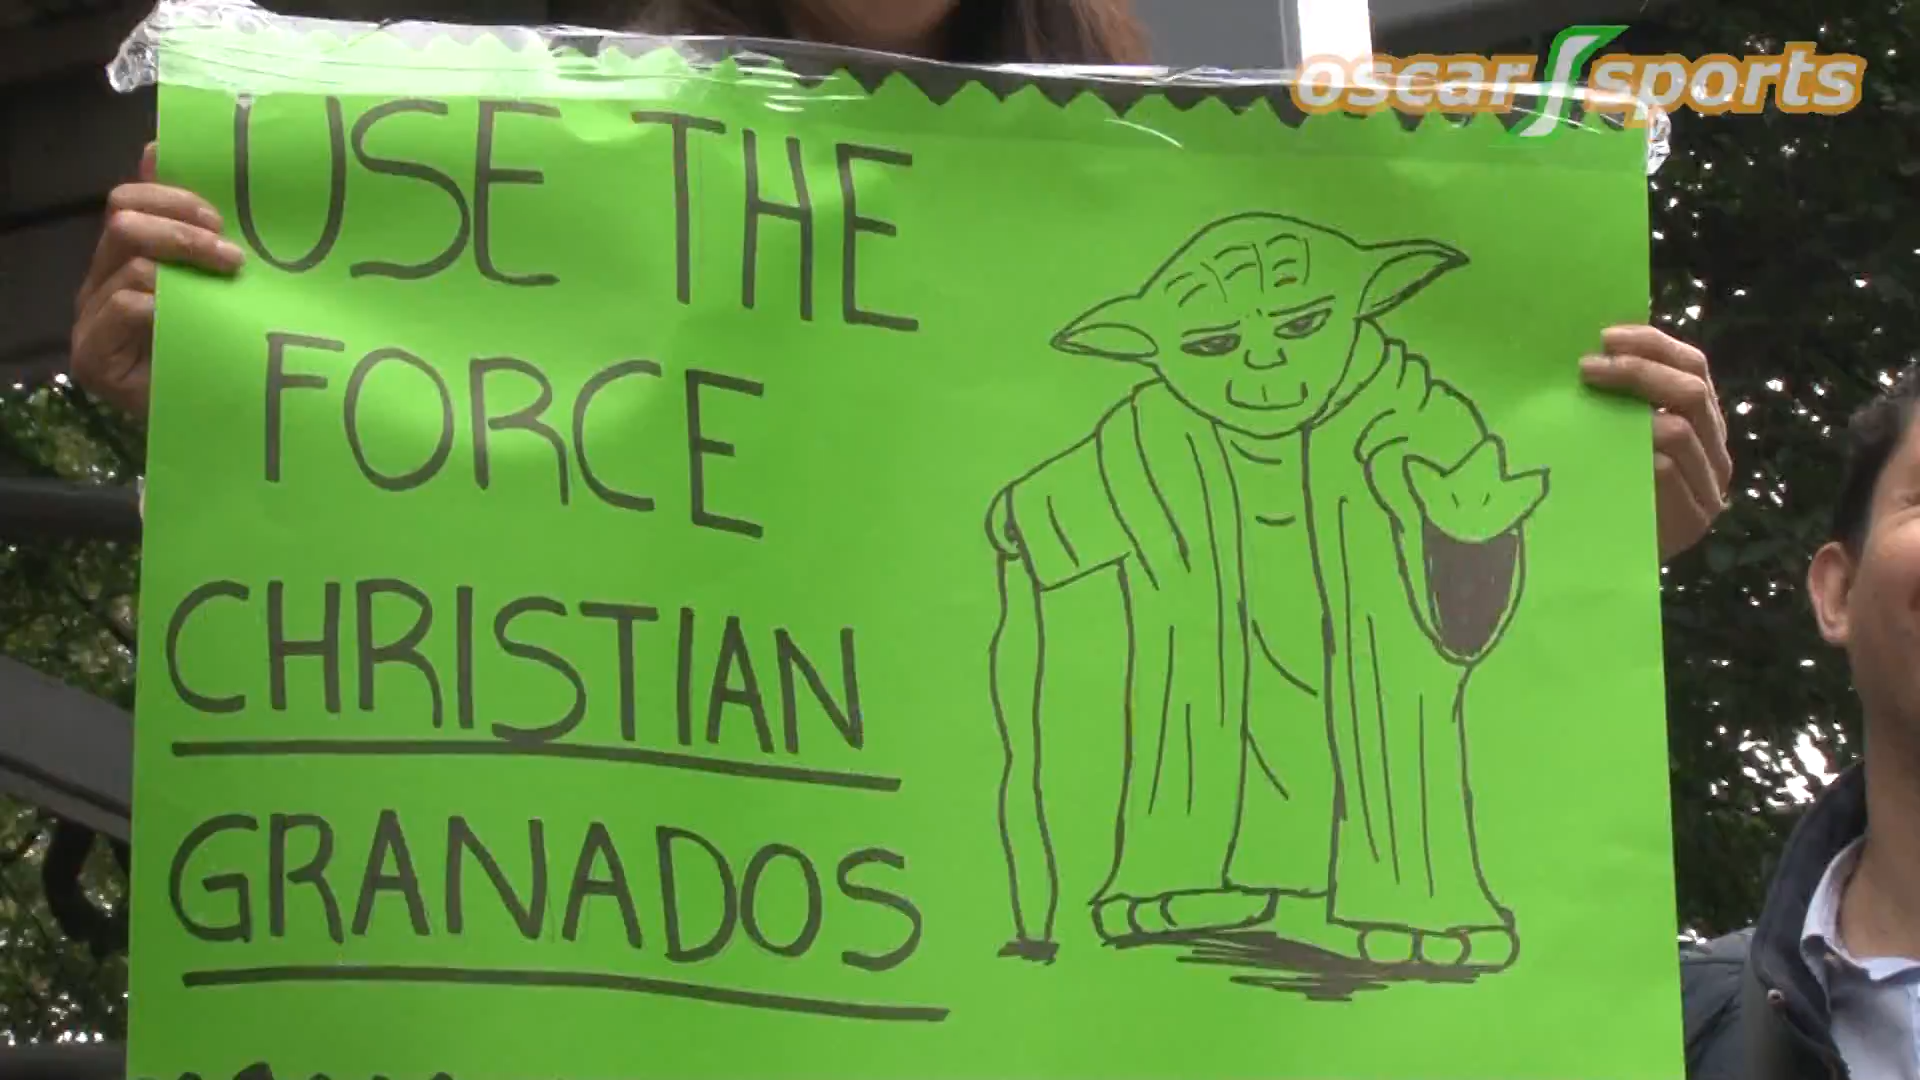 oscar sports
USE THE
FORCE
CHRISTIAN
GRANADOS